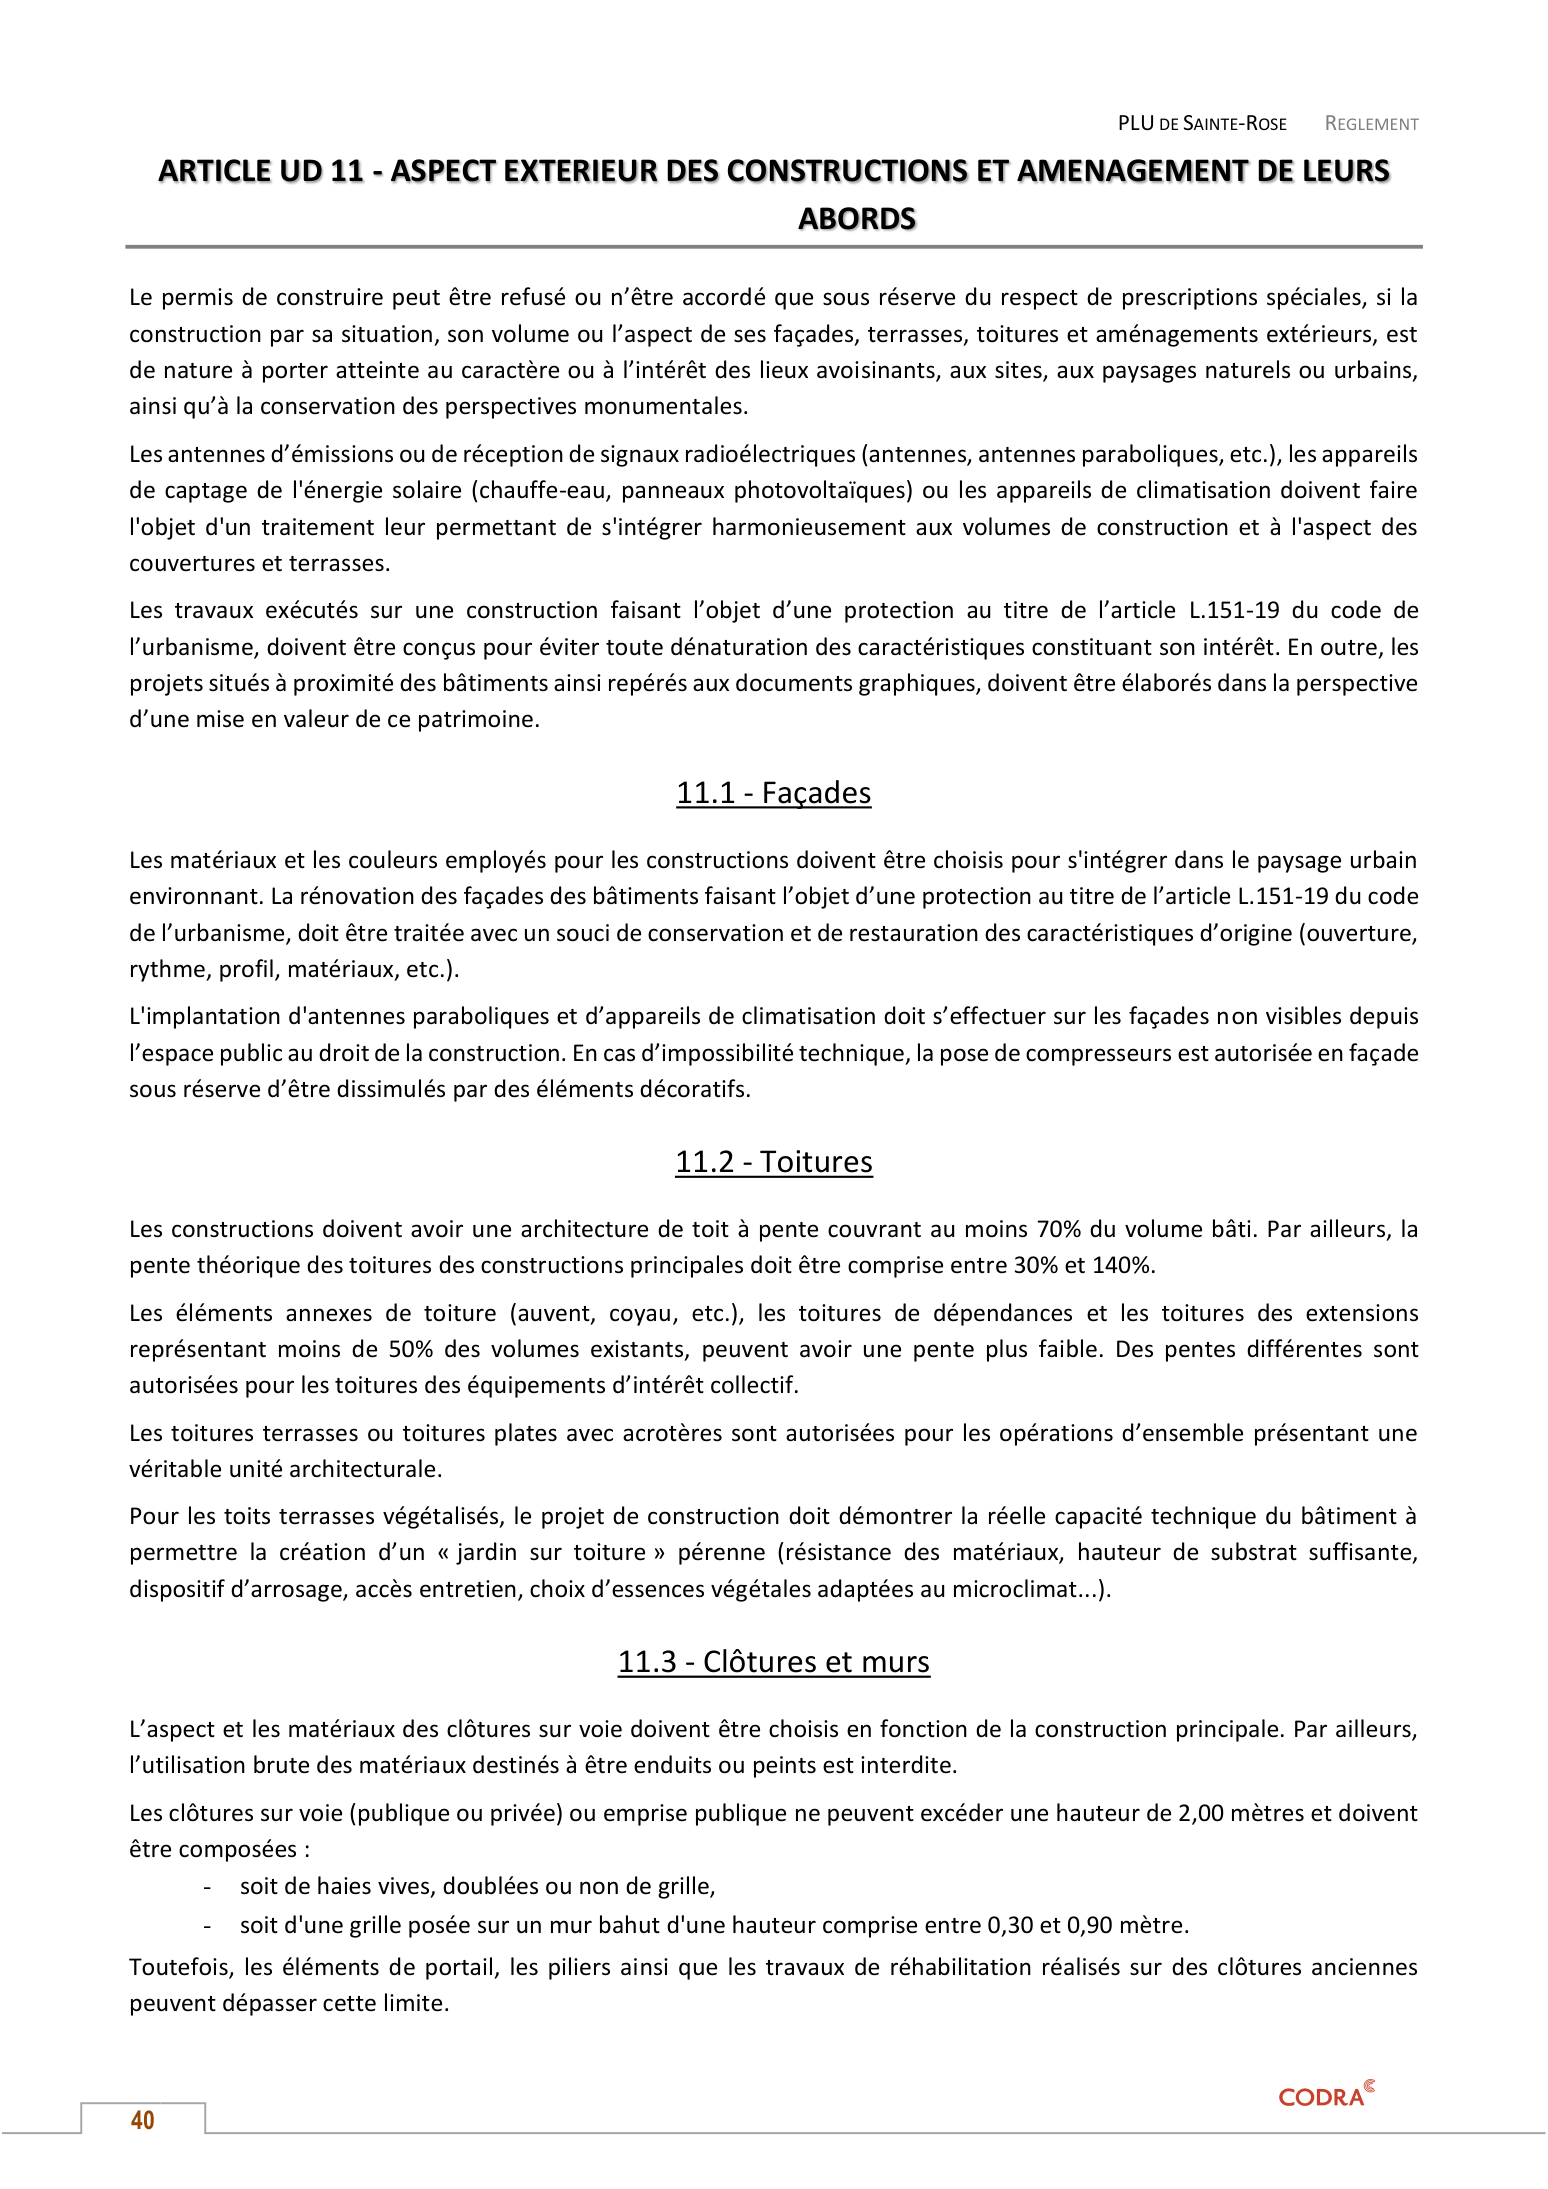 PLU DE SAINTE-ROSE REGLEMENT
ARTICLE UD 11 - ASPECT EXTERIEUR DES CONSTRUCTIONS ET AMENAGEMENT DE LEURS
ABORDS
Le permis de construire peut être refusé ou n’être accordé que sous réserve du respect de prescriptions spéciales, si la
construction par sa situation, son volume ou l’aspect de ses façades, terrasses, toitures et aménagements extérieurs, est
de nature à porter atteinte au caractère ou à l’intérêt des lieux avoisinants, aux sites, aux paysages naturels ou urbains,
ainsi qu’à la conservation des perspectives monumentales.
Les antennes d’émissions ou de réception de signaux radioélectriques (antennes, antennes paraboliques, etc.), les appareils
de captage de l'énergie solaire (chauffe-eau, panneaux photovoltaïques) ou les appareils de climatisation doivent faire
l'objet d'un traitement leur permettant de s'intégrer harmonieusement aux volumes de construction et à l'aspect des
couvertures et terrasses.
Les travaux exécutés sur une construction faisant l’objet d’une protection au titre de l’article L.151-19 du code de
l’urbanisme, doivent être conçus pour éviter toute dénaturation des caractéristiques constituant son intérêt. En outre, les
projets situés à proximité des bâtiments ainsi repérés aux documents graphiques, doivent être élaborés dans la perspective
d’une mise en valeur de ce patrimoine.
11.1 - Façades
Les matériaux et les couleurs employés pour les constructions doivent être choisis pour s'intégrer dans le paysage urbain
environnant. La rénovation des façades des bâtiments faisant l’objet d’une protection au titre de l’article L.151-19 du code
de l’urbanisme, doit être traitée avec un souci de conservation et de restauration des caractéristiques d’origine (ouverture,
rythme, profil, matériaux, etc.).
L'implantation d'antennes paraboliques et d’appareils de climatisation doit s’effectuer sur les façades non visibles depuis
l’espace public au droit de la construction. En cas d’impossibilité technique, la pose de compresseurs est autorisée en façade
sous réserve d’être dissimulés par des éléments décoratifs.
11.2 - Toitures
Les constructions doivent avoir une architecture de toit à pente couvrant au moins 70% du volume bâti. Par ailleurs, la
pente théorique des toitures des constructions principales doit être comprise entre 30% et 140%.
Les éléments annexes de toiture (auvent, coyau, etc.), les toitures de dépendances et les toitures des extensions
représentant moins de 50% des volumes existants, peuvent avoir une pente plus faible. Des pentes différentes sont
autorisées pour les toitures des équipements d’intérêt collectif.
Les toitures terrasses ou toitures plates avec acrotères sont autorisées pour les opérations d’ensemble présentant une
véritable unité architecturale.
Pour les toits terrasses végétalisés, le projet de construction doit démontrer la réelle capacité technique du bâtiment à
permettre la création d’un « jardin sur toiture » pérenne (résistance des matériaux, hauteur de substrat suffisante,
dispositif d’arrosage, accès entretien, choix d’essences végétales adaptées au microclimat...).
11.3 - Clôtures et murs
L’aspect et les matériaux des clôtures sur voie doivent être choisis en fonction de la construction principale. Par ailleurs,
l’utilisation brute des matériaux destinés à être enduits ou peints est interdite.
Les clôtures sur voie (publique ou privée) ou emprise publique ne peuvent excéder une hauteur de 2,00 mètres et doivent
être composées :
- soit de haies vives, doublées ou non de grille,
- soit d'une grille posée sur un mur bahut d'une hauteur comprise entre 0,30 et 0,90 mètre.
Toutefois, les éléments de portail, les piliers ainsi que les travaux de réhabilitation réalisés sur des clôtures anciennes
peuvent dépasser cette limite.
CODRA
40